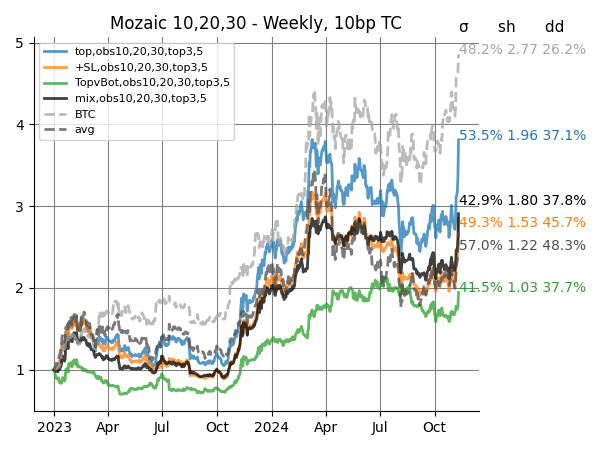 Mozaic 10,20,30 - Weekly, 10bp TC
σ sh dd
top,obs10,20,30,top3,5
+SL,obs10,20,30,top3,5
TopvBot,obs10,20,30,top3,5
mix,obs10,20,30,top3,5
BTC
avg
48.2% 2.77 26.2%
53.5% 1.96 37.1%
42.9% 1.80 37.8%
49.3% 1.53 45.7%
57.0% 1.22 48.3%
41.5% 1.03 37.7%
5
4
3
2
1
2023 Apr Jul Oct 2024 Apr Jul Oct